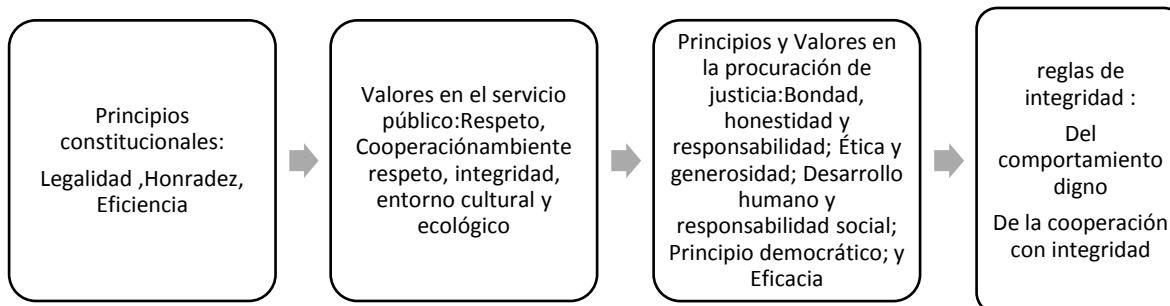 Principios
constitucionales:
Legalidad ,Honradez,
Eficiencia
Valores en el servicio
público:Respeto,
Cooperaciónambiente
respeto, integridad,
entorno cultural y
ecológico
Principios y Valores en
la procuración de
justicia:Bondad,
honestidad y
responsabilidad; Ética y
generosidad; Desarrollo
humano y
responsabilidad social;
Principio democrático; y
Eficacia
reglas de
integridad :
Del
comportamiento
digno
De la cooperación
con integridad